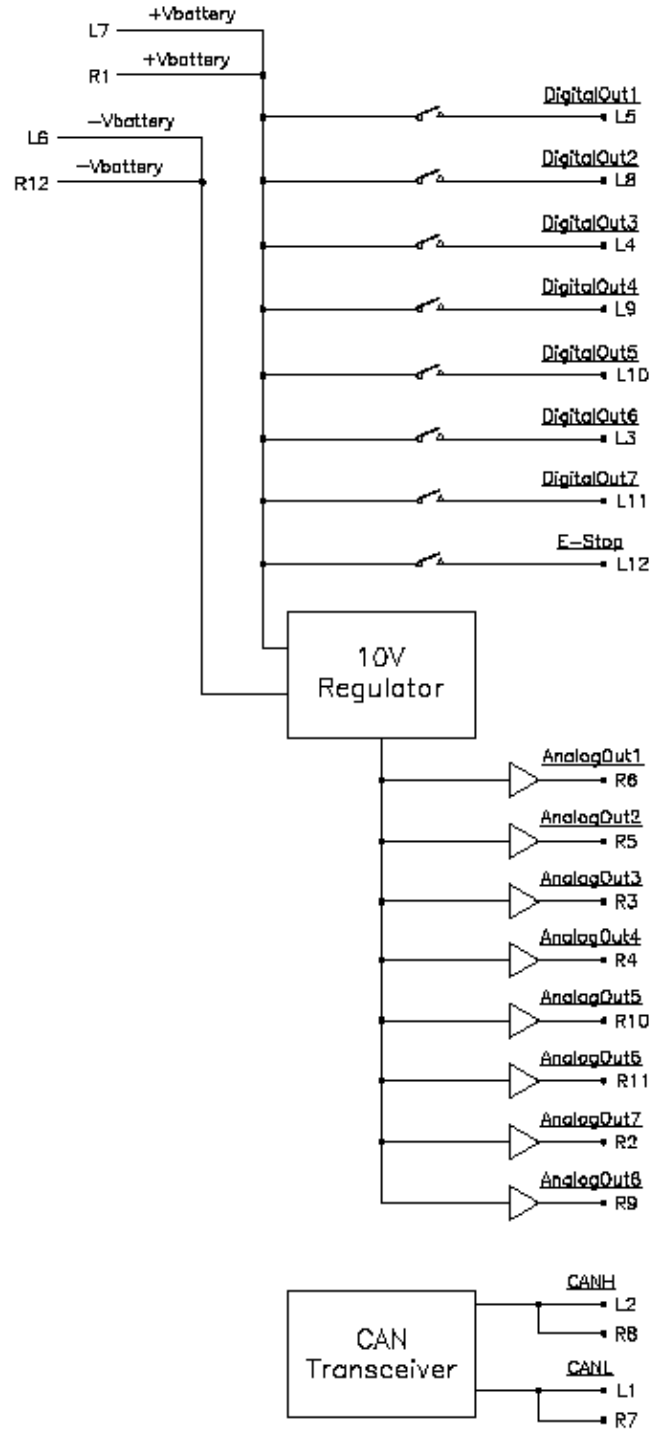 +Vbattery
L7
+Vbattery
R1
-Vbattery
L6
-Vbattery
R12
DigitalOut1
L5
DigitalOut2
L8
DigitalOut3
L4
DigitalOut4
L9
DigitalOut5
L10
DigitalOut6
L3
DigitalOut7
L11
E-Stop
L12
10V
Regulator
AnalogOut1
R6
AnalogOut2
R5
AnalogOut3
R3
AnalogOut4
R4
AnalogOut5
R10
AnalogOut6
R11
AnalogOut7
R2
AnalogOut8
R9
CAN
Transceiver
CANH
L2
R8
CANL
L1
R7